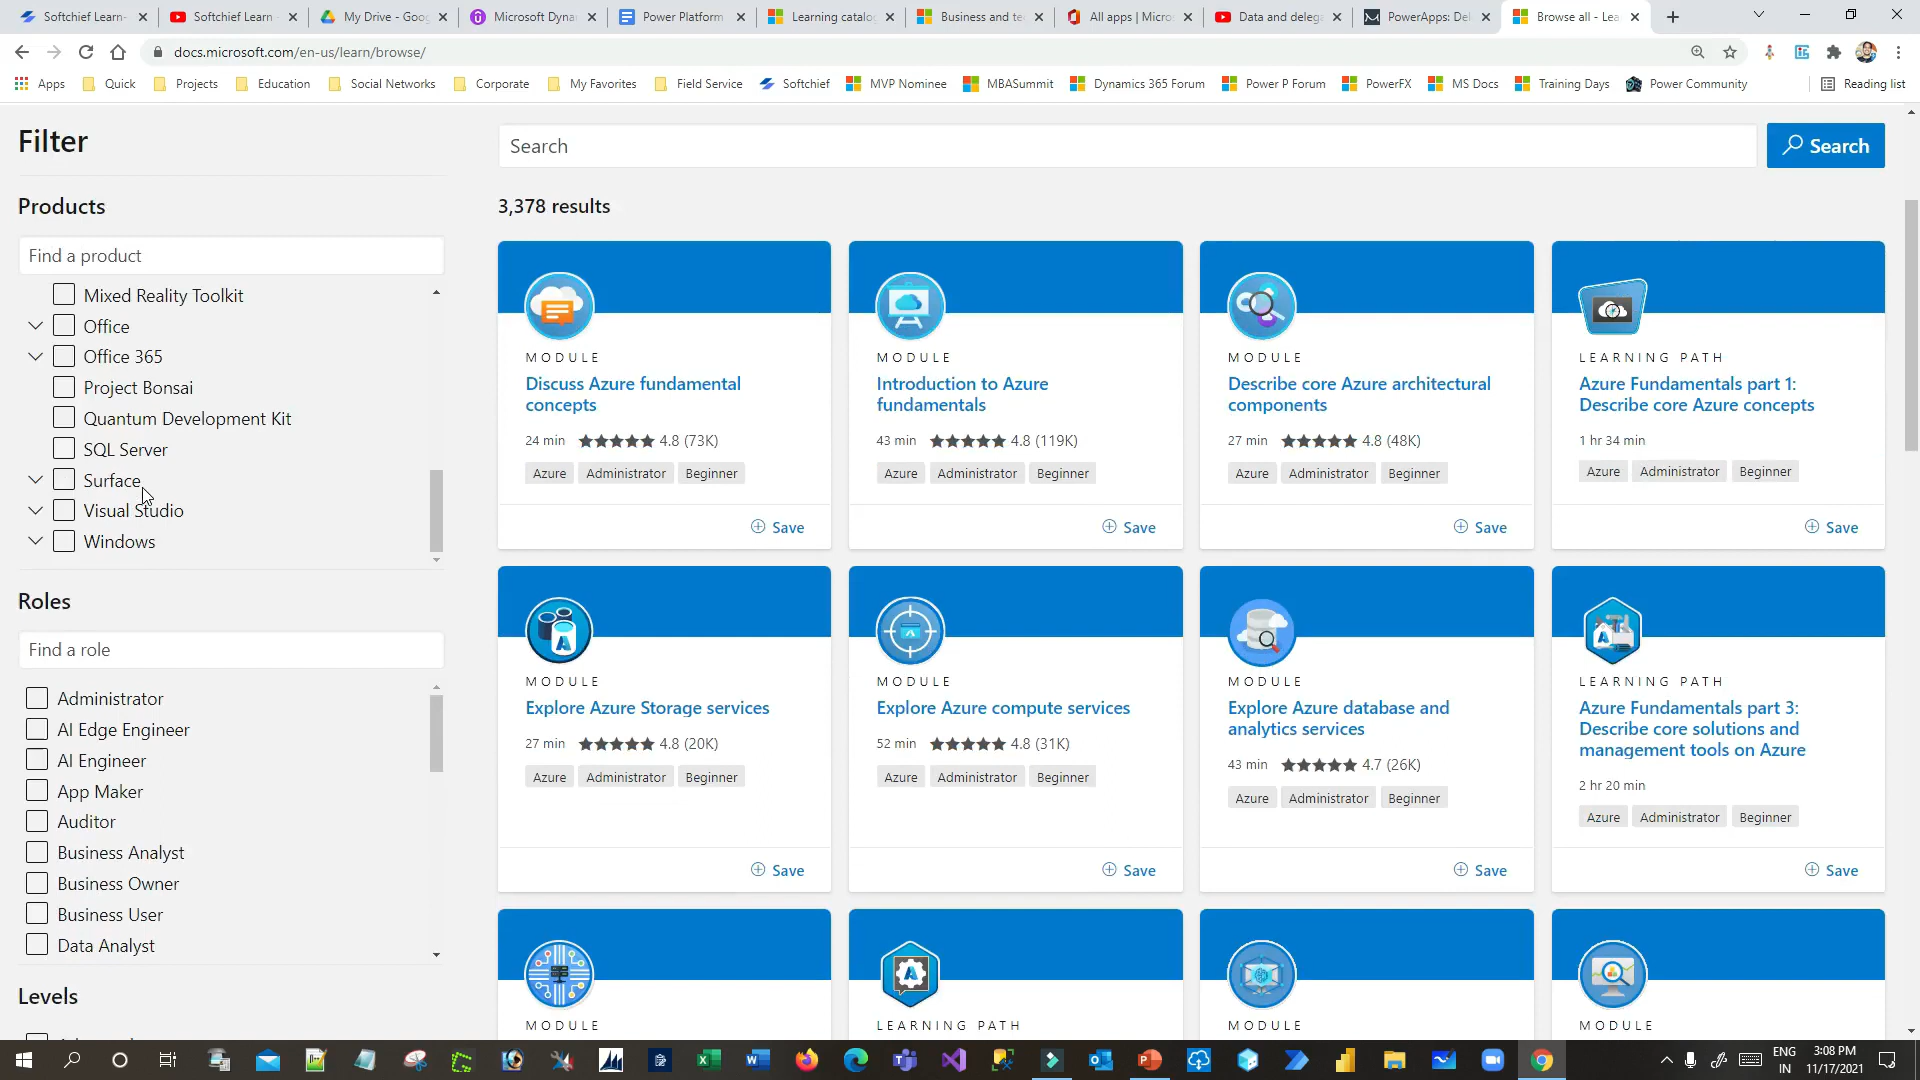 Softchief Learn-
Softchief Learn
My Drive - Goo
Microsoft Dyna
Power Platform
Learning catalo
Business and te
All apps | Micro
Data and delega
PowerApps: Del
Browse all - Lea
docs.microsoft.com/en-us/learn/browse/
Apps
Quick
Projects
Education
Social Networks
Corporate
My Favorites
Field Service
Softchief
MVP Nominee
MBASummit
Dynamics 365 Forum
Power P Forum
PowerFX
MS Docs
Training Days
Power Community
Reading list
Filter
Products
Find a product
Mixed Reality Toolkit
Office
Office 365
Project Bonsai
Quantum Development Kit
SQL Server
Surface
Visual Studio
Windows
Roles
Find a role
Administrator
AI Edge Engineer
AI Engineer
App Maker
Auditor
Business Analyst
Business Owner
Business User
Data Analyst
Levels
Search
Search
3,378 results
MODULE
Discuss Azure fundamental
concepts
24 min ★★★★★ 4.8 (73K)
Azure Administrator Beginner
Save
MODULE
Introduction to Azure
fundamentals
43 min ★★★★★ 4.8 (119K)
Azure Administrator Beginner
Save
MODULE
Describe core Azure architectural
components
27 min ★★★★★ 4.8 (48K)
Azure Administrator Beginner
Save
LEARNING PATH
Azure Fundamentals part 1:
Describe core Azure concepts
1 hr 34 min
Azure Administrator Beginner
Save
MODULE
Explore Azure Storage services
27 min ★★★★★ 4.8 (20K)
Azure Administrator Beginner
Save
MODULE
Explore Azure compute services
52 min ★★★★★ 4.8 (31K)
Azure Administrator Beginner
Save
MODULE
Explore Azure database and
analytics services
43 min ★★★★★ 4.7 (26K)
Azure Administrator Beginner
Save
LEARNING PATH
Azure Fundamentals part 3:
Describe core solutions and
management tools on Azure
2 hr 20 min
Azure Administrator Beginner
Save
MODULE
LEARNING PATH
MODULE
MODULE
ENG
IN
3:08 PM
11/17/2021